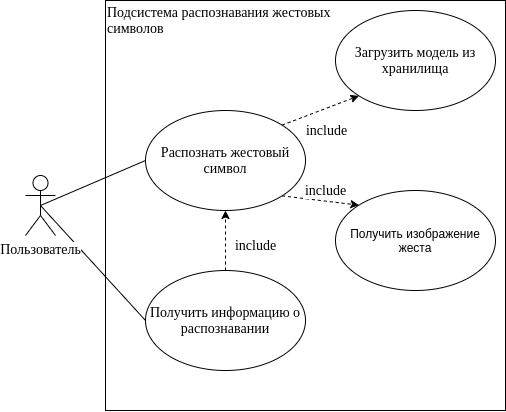 Подсистема распознавания жестовых
символов
Загрузить модель из
хранилища
include
Распознать жестовый
символ
include
Получить изображение
жеста
Пользователь
include
Получить информацию о
распознавании